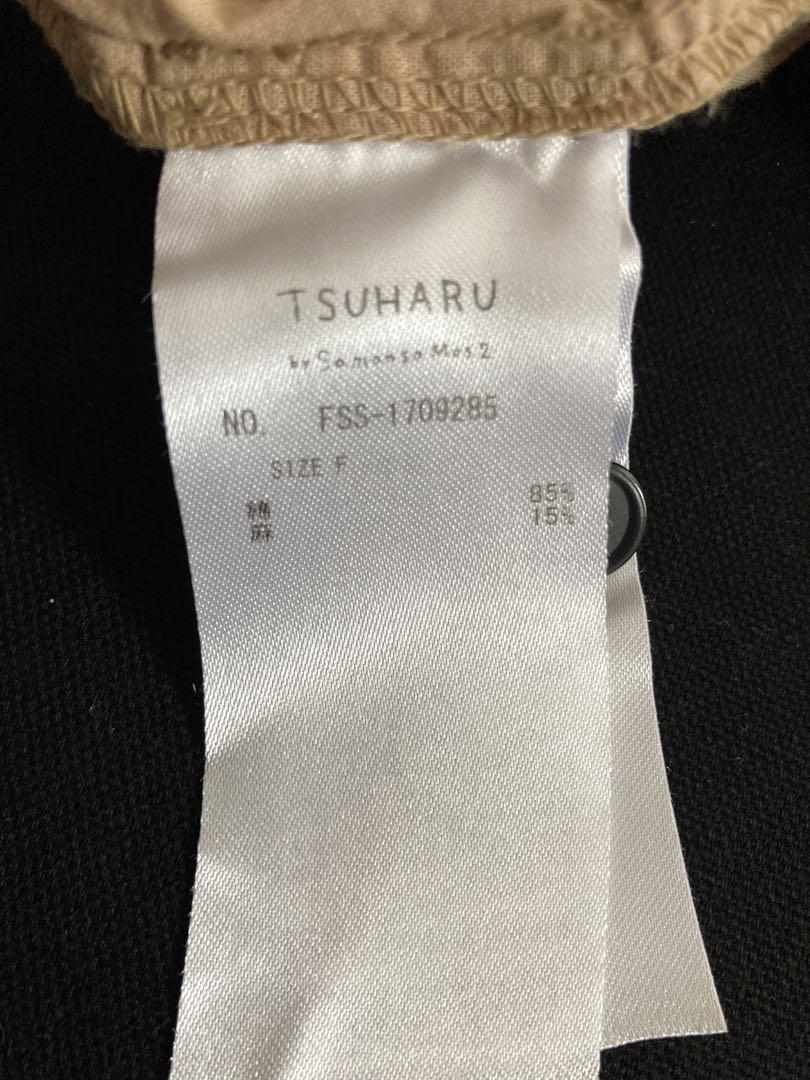 TSUHARU
by Samansa Mos2
NO. FSS-1709285
SIZE F
綿 85%
麻 15%